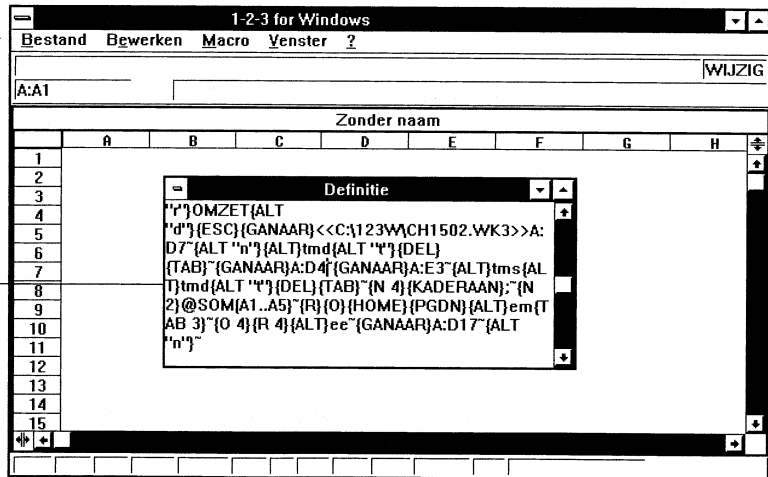 1-2-3 for Windows
Bestand Bewerken Macro Venster ?
WIJZIG
A:A1
Zonder naam
A B C D E F G H
1
2
3
4
5
6
7
8
9
10
11
12
13
14
15
Definitie
"r"}OMZET{ALT
"d"}{ESC}{GANAAR}<<C:\123W\CH1502.WK3>>A:
D7~{ALT "n"}{ALT}tmd{ALT "t"}{DEL}
{TAB}~{GANAAR}A:D4~{GANAAR}A:E3~{ALT}tms{AL
T}tmd{ALT "t"}{DEL}{TAB}~{N 4}{KADERAAN};~{N
2}@SOM{A1..A5}~{R}{O}{HOME}{PGDN}{ALT}em{T
AB 3}~{O 4}{R 4}{ALT}ee~{GANAAR}A:D17~{ALT
"n"}~